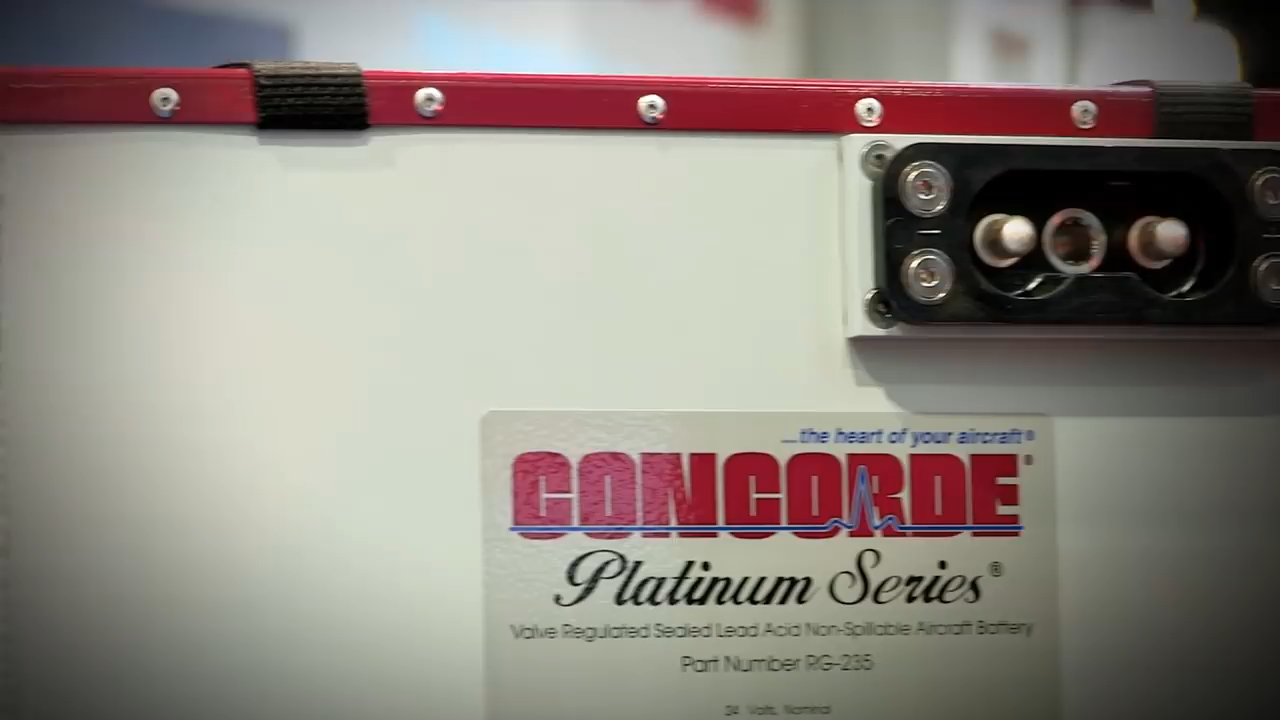 ...the heart of your aircraft®
CONCORDE®
Platinum Series®
Valve Regulated Sealed Lead Acid Non-Spillable Aircraft Battery
Part Number RG-235
24 Volts, Nominal